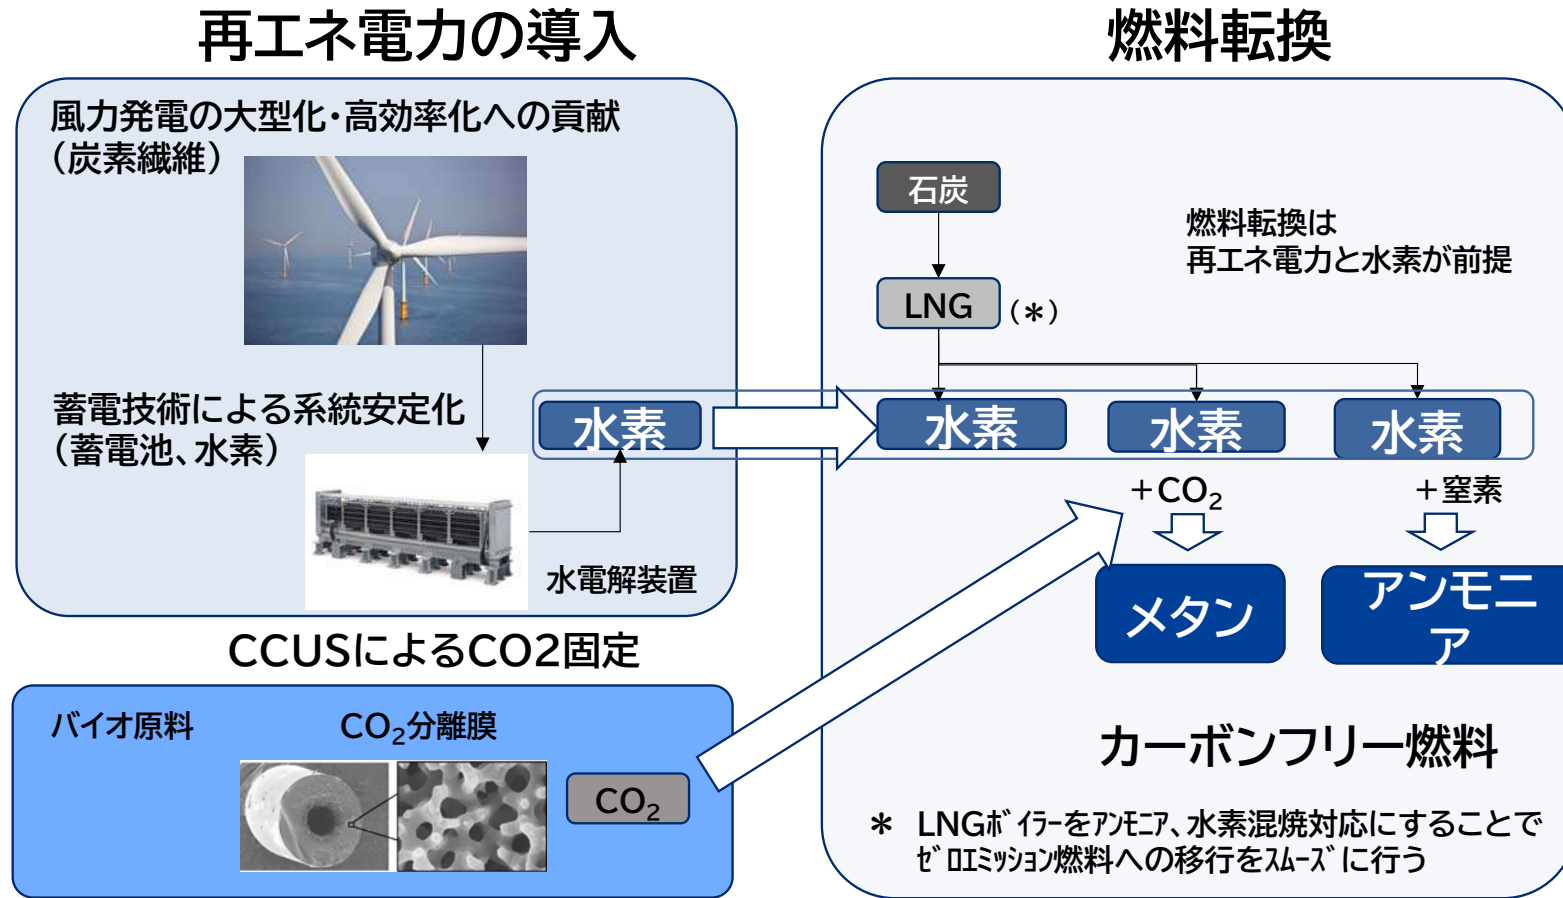 再エネ電力の導入
風力発電の大型化・高効率化への貢献
（炭素繊維）
蓄電技術による系統安定化
（蓄電池、水素）
水素
水電解装置
CCUSによるCO2固定
バイオ原料
CO₂分離膜
CO₂
燃料転換
石炭
燃料転換は
再エネ電力と水素が前提
LNG
（＊）
水素
水素
水素
＋CO₂
＋窒素
メタン
アンモニ
ア
カーボンフリー燃料
＊ LNGﾎﾞｲﾗｰをｱﾝﾓﾆｱ、水素混焼対応にすることで
ｾﾞﾛｴﾐｯｼｮﾝ燃料への移行をｽﾑｰｽﾞに行う